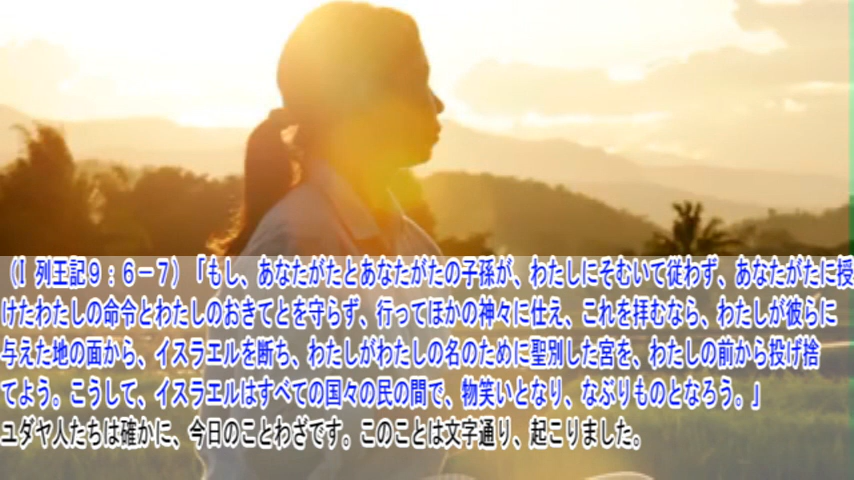 （I 列王記９：６－７）「もし、あなたがたとあなたがたの子孫が、わたしにそむいて従わず、あなたがたに授
けたわたしの命令とわたしのおきてとを守らず、行ってほかの神々に仕え、これを拝むなら、わたしが彼らに
与えた地の面から、イスラエルを断ち、わたしがわたしの名のために聖別した宮を、わたしの前から投げ捨
てよう。こうして、イスラエルはすべての国々の民の間で、物笑いとなり、なぶりものとなろう。」
ユダヤ人たちは確かに、今日のことわざです。このことは文字通り、起こりました。